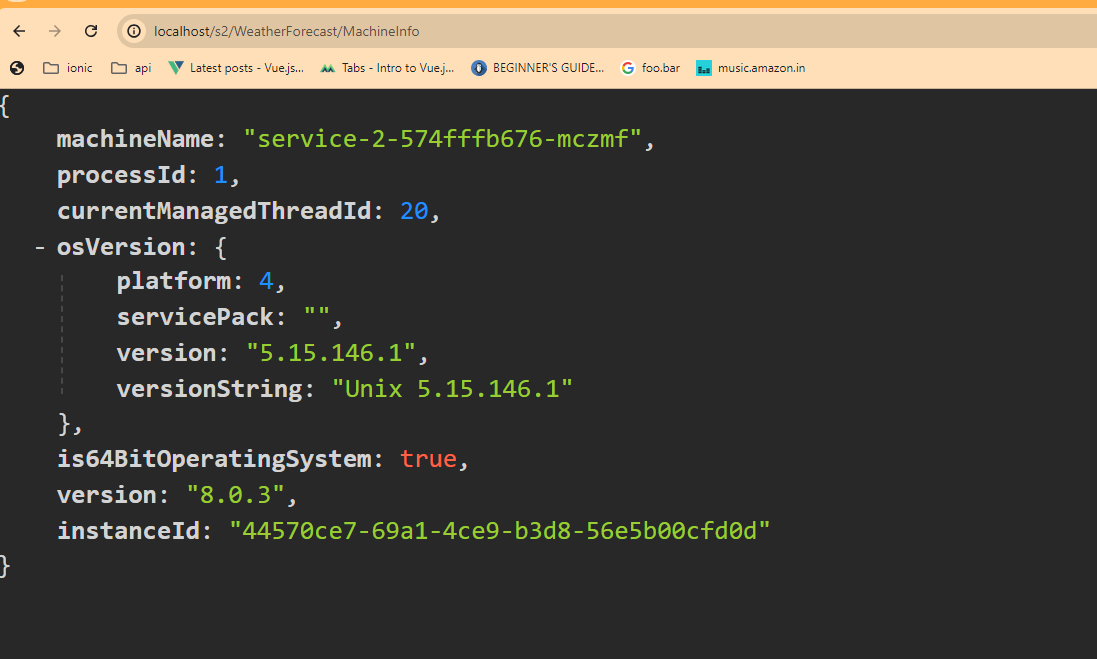 localhost/s2/WeatherForecast/MachineInfo
ionic api Latest posts - Vue.js... Tabs - Intro to Vue.j... BEGINNER'S GUIDE... foo.bar music.amazon.in
{
machineName: "service-2-574fffb676-mczmf",
processId: 1,
currentManagedThreadId: 20,
- osVersion: {
platform: 4,
servicePack: "",
version: "5.15.146.1",
versionString: "Unix 5.15.146.1"
},
is64BitOperatingSystem: true,
version: "8.0.3",
instanceId: "44570ce7-69a1-4ce9-b3d8-56e5b00cfd0d"
}